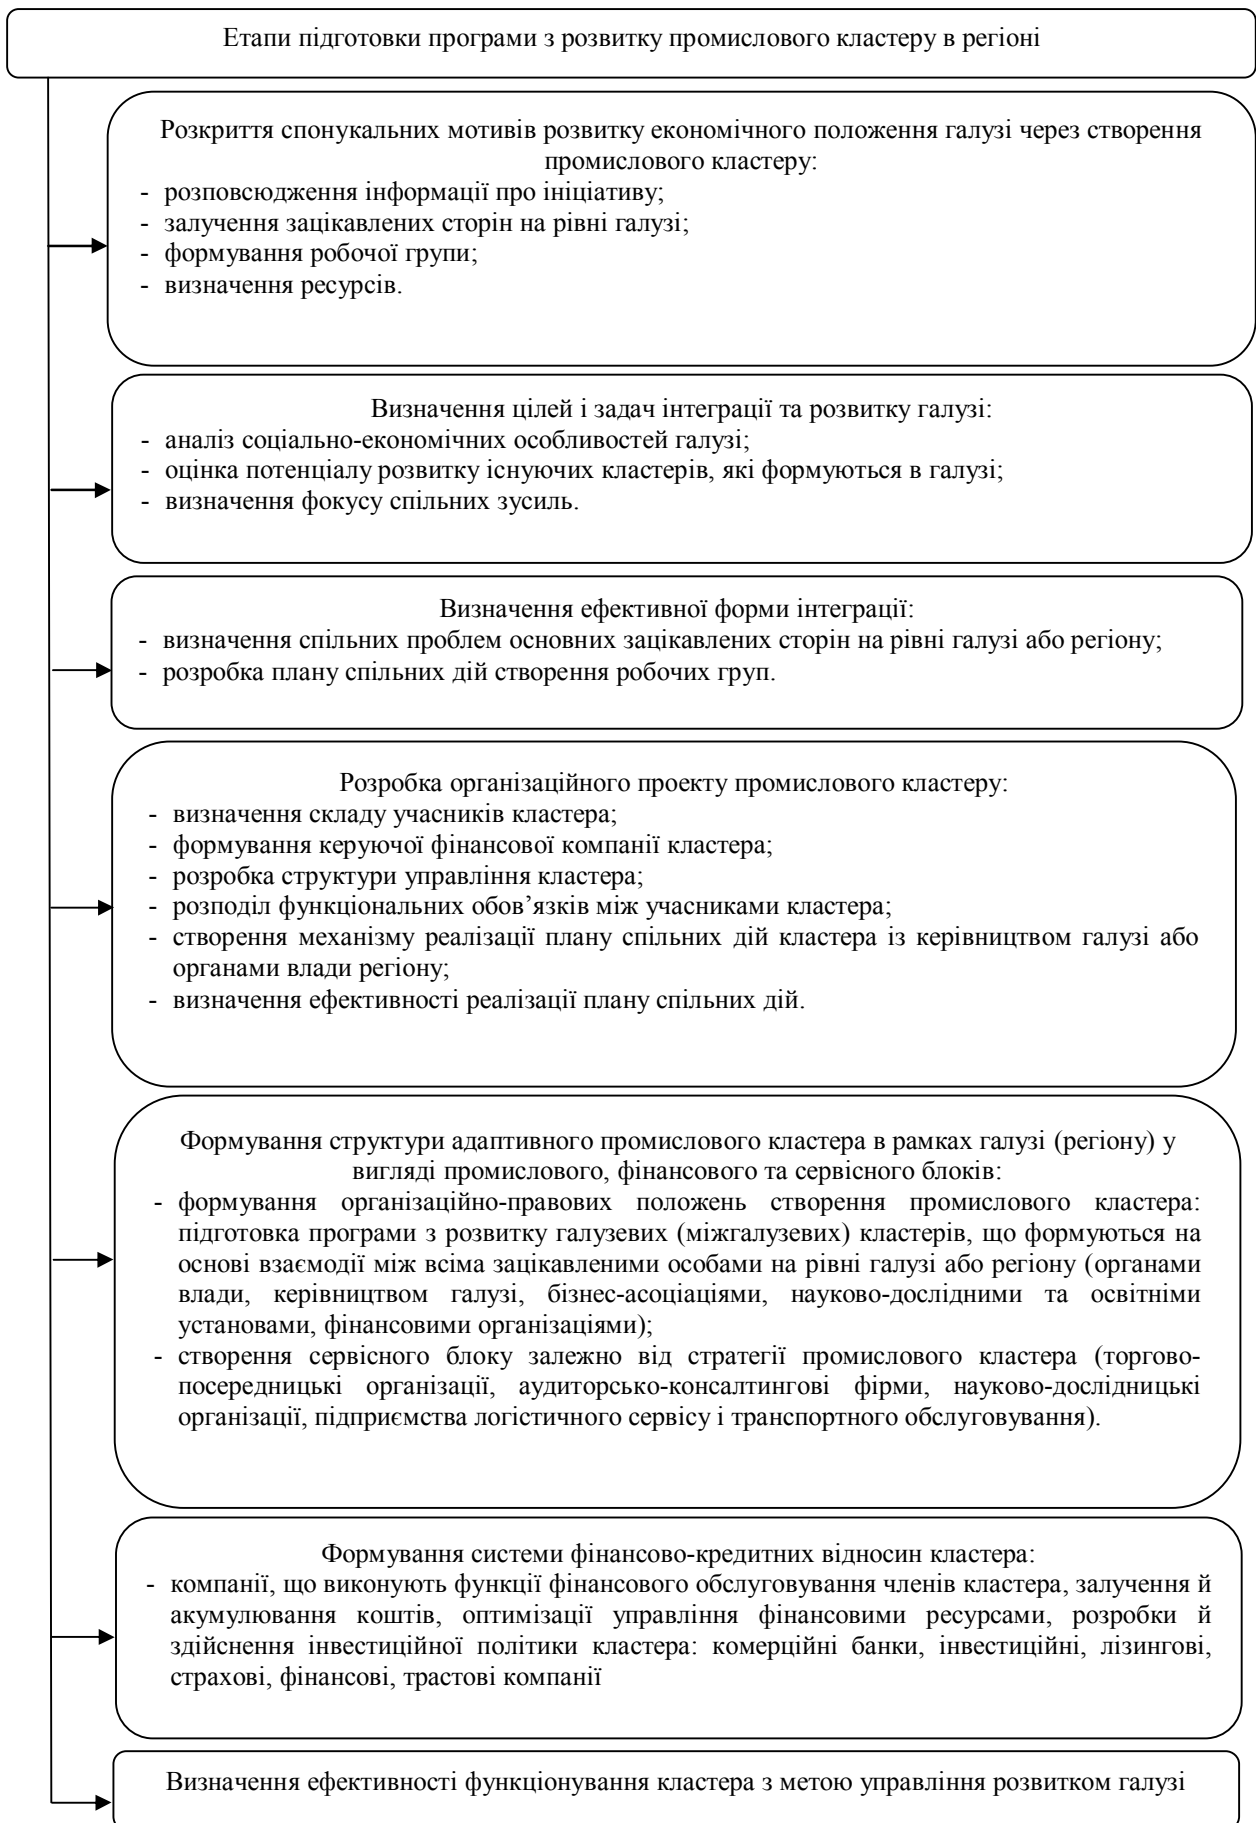 Етапи підготовки програми з розвитку промислового кластеру в регіоні
Розкриття спонукальних мотивів розвитку економічного положення галузі через створення
промислового кластеру:
- розповсюдження інформації про ініціативу;
- залучення зацікавлених сторін на рівні галузі;
- формування робочої групи;
- визначення ресурсів.
Визначення цілей і задач інтеграції та розвитку галузі:
- аналіз соціально-економічних особливостей галузі;
- оцінка потенціалу розвитку існуючих кластерів, які формуються в галузі;
- визначення фокусу спільних зусиль.
Визначення ефективної форми інтеграції:
- визначення спільних проблем основних зацікавлених сторін на рівні галузі або регіону;
- розробка плану спільних дій створення робочих груп.
Розробка організаційного проекту промислового кластеру:
- визначення складу учасників кластера;
- формування керуючої фінансової компанії кластера;
- розробка структури управління кластера;
- розподіл функціональних обов’язків між учасниками кластера;
- створення механізму реалізації плану спільних дій кластера із керівництвом галузі або
органами влади регіону;
- визначення ефективності реалізації плану спільних дій.
Формування структури адаптивного промислового кластера в рамках галузі (регіону) у
вигляді промислового, фінансового та сервісного блоків:
- формування організаційно-правових положень створення промислового кластера:
підготовка програми з розвитку галузевих (міжгалузевих) кластерів, що формуються на
основі взаємодії між всіма зацікавленими особами на рівні галузі або регіону (органами
влади, керівництвом галузі, бізнес-асоціаціями, науково-дослідними та освітніми
установами, фінансовими організаціями);
- створення сервісного блоку залежно від стратегії промислового кластера (торгово-
посередницькі організації, аудиторсько-консалтингові фірми, науково-дослідницькі
організації, підприємства логістичного сервісу і транспортного обслуговування).
Формування системи фінансово-кредитних відносин кластера:
- компанії, що виконують функції фінансового обслуговування членів кластера, залучення й
акумулювання коштів, оптимізації управління фінансовими ресурсами, розробки й
здійснення інвестиційної політики кластера: комерційні банки, інвестиційні, лізингові,
страхові, фінансові, трастові компанії
Визначення ефективності функціонування кластера з метою управління розвитком галузі